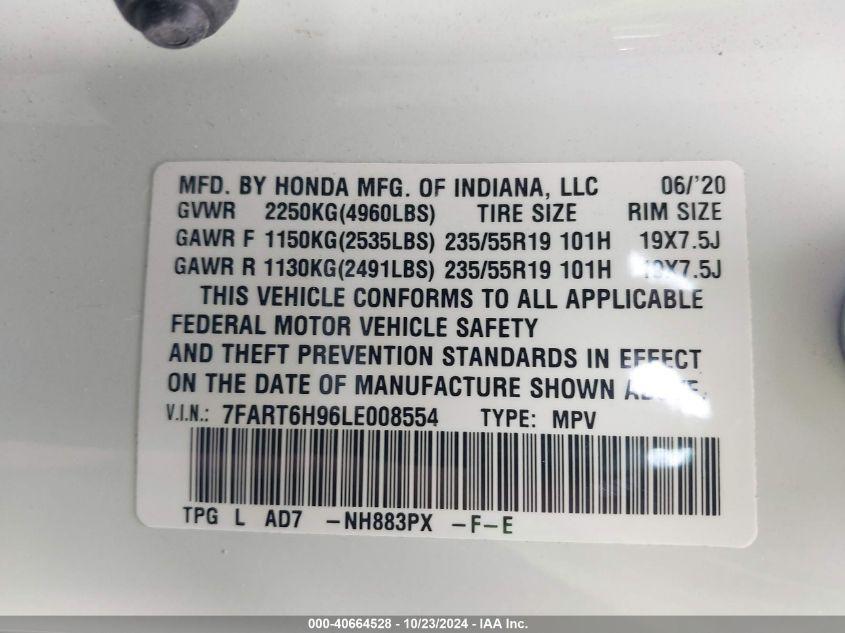 MFD. BY HONDA MFG. OF INDIANA, LLC 06/'20
GVWR 2250KG(4960LBS) TIRE SIZE RIM SIZE
GAWR F 1150KG(2535LBS) 235/55R19 101H 19X7.5J
GAWR R 1130KG(2491LBS) 235/55R19 101H 19X7.5J
THIS VEHICLE CONFORMS TO ALL APPLICABLE
FEDERAL MOTOR VEHICLE SAFETY
AND THEFT PREVENTION STANDARDS IN EFFECT
ON THE DATE OF MANUFACTURE SHOWN ABOVE.
V.I.N.: 7FART6H96LE008554 TYPE: MPV
TPG L AD7 -NH883PX -F-E
000-40664528 - 10/23/2024 - IAA Inc.